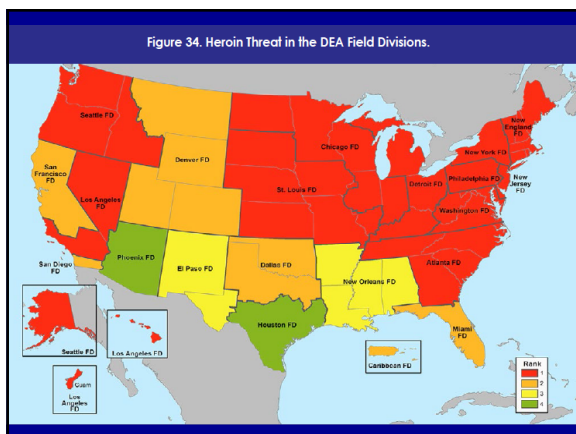 Figure 34. Heroin Threat in the DEA Field Divisions.
Seattle FD
New
England
FD
Chicago FD
New York FD
San
Francisco
FD
Denver FD
Detroit FD
Philadelphia FD
New
Jersey
FD
Los Angeles
FD
St. Louis FD
Washington FD
Phoenix FD
El Paso FD
Dallas FD
Atlanta FD
San Diego
FD
New Orleans FD
Houston FD
Miami
FD
Seattle FD
Los Angeles FD
Caribbean FD
Guam
Los
Angeles
FD
Rank
1
2
3
4